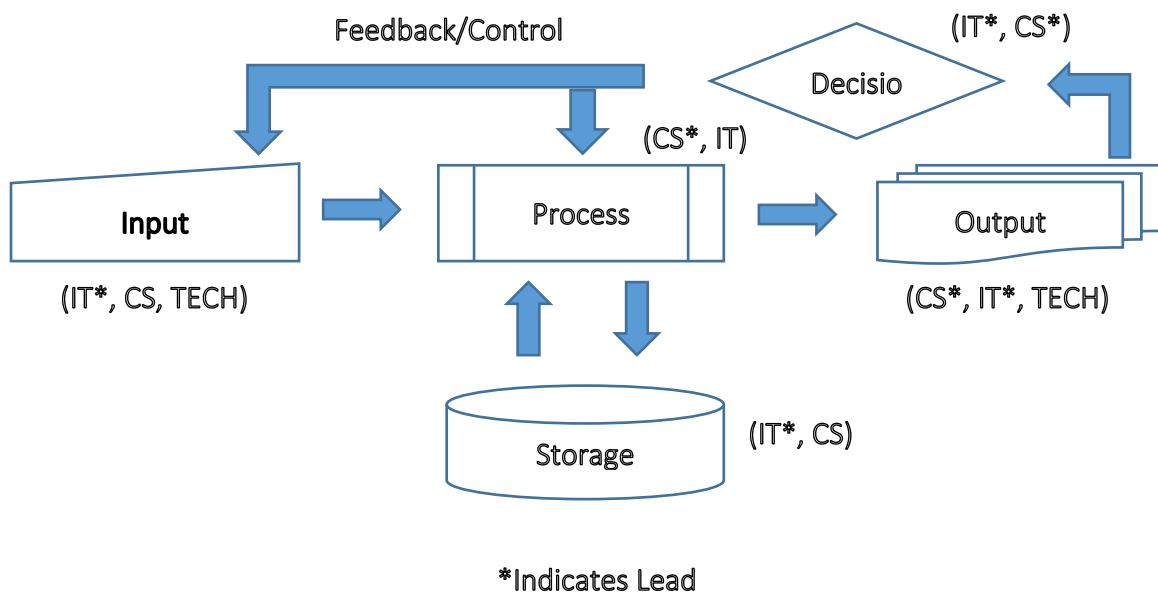 Feedback/Control
(IT*, CS*)
Decisio
(CS*, IT)
Input
Process
Output
(IT*, CS, TECH)
(CS*, IT*, TECH)
Storage
(IT*, CS)
*Indicates Lead